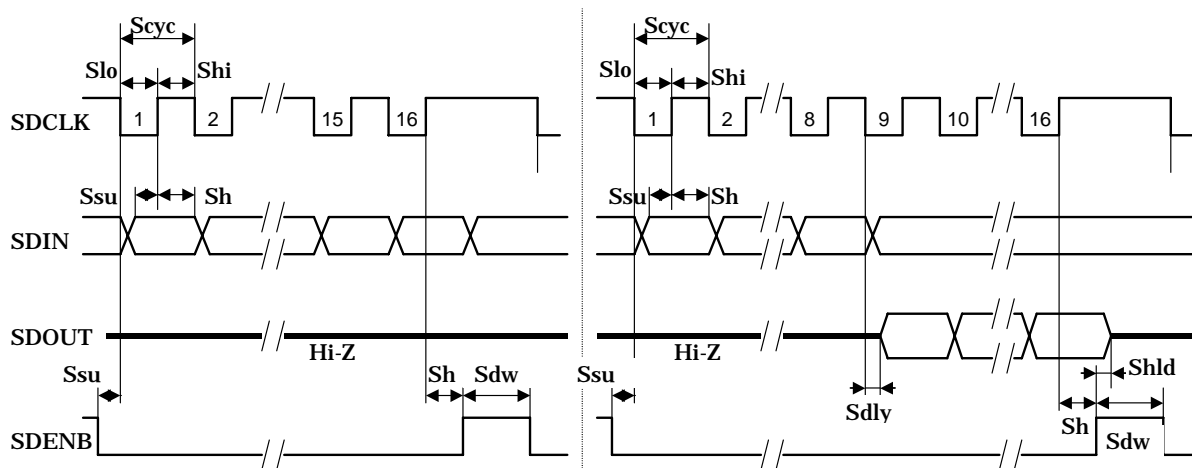 Scyc Scyc
Slo Shi Slo Shi
SDCLK 1 2 15 16 1 2 8 9 10 16
Ssu Sh Ssu Sh
SDIN
SDOUT
Hi-Z Hi-Z
Ssu Sh Sdw Ssu Shld
Sdly
SDENB Sh Sdw